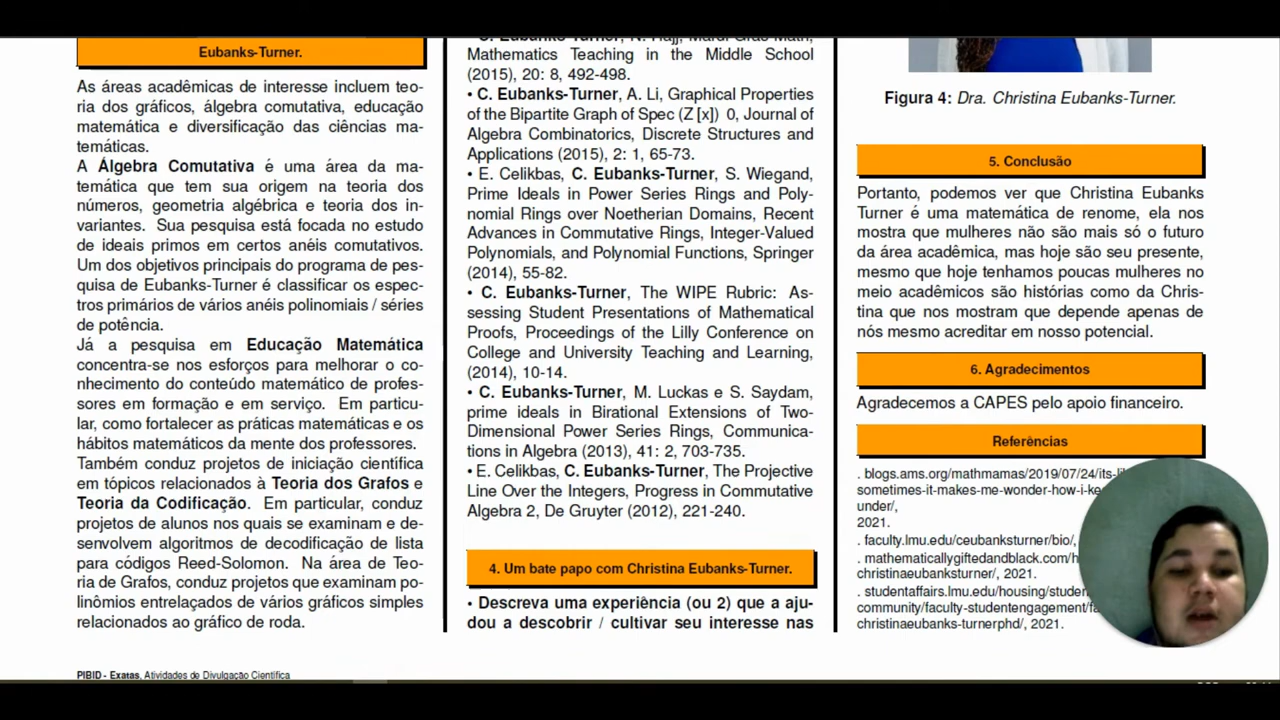 Eubanks-Turner.
As áreas acadêmicas de interesse incluem teo-
ria dos gráficos, álgebra comutativa, educação
matemática e diversificação das ciências ma-
temáticas.
A Álgebra Comutativa é uma área da ma-
temática que tem sua origem na teoria dos
números, geometria algébrica e teoria dos in-
variantes. Sua pesquisa está focada no estudo
de ideais primos em certos anéis comutativos.
Um dos objetivos principais do programa de pes-
quisa de Eubanks-Turner é classificar os espec-
tros primários de vários anéis polinomiais / séries
de potência.
Já a pesquisa em Educação Matemática
concentra-se nos esforços para melhorar o co-
nhecimento do conteúdo matemático de profes-
sores em formação e em serviço. Em particu-
lar, como fortalecer as práticas matemáticas e os
hábitos matemáticos da mente dos professores.
Também conduz projetos de iniciação científica
em tópicos relacionados à Teoria dos Grafos e
Teoria da Codificação. Em particular, conduz
projetos de alunos nos quais se examinam e de-
senvolvem algoritmos de decodificação de lista
para códigos Reed-Solomon. Na área de Teo-
ria de Grafos, conduz projetos que examinam po-
linômios entrelaçados de vários gráficos simples
relacionados ao gráfico de roda.
C. Eubanks-Turner, N. Hajj, Mardi Gras Math,
Mathematics Teaching in the Middle School
(2015), 20: 8, 492-498.
• C. Eubanks-Turner, A. Li, Graphical Properties
of the Bipartite Graph of Spec (Z [x]) 0, Journal of
Algebra Combinatorics, Discrete Structures and
Applications (2015), 2: 1, 65-73.
• E. Celikbas, C. Eubanks-Turner, S. Wiegand,
Prime Ideals in Power Series Rings and Poly-
nomial Rings over Noetherian Domains, Recent
Advances in Commutative Rings, Integer-Valued
Polynomials, and Polynomial Functions, Springer
(2014), 55-82.
• C. Eubanks-Turner, The WIPE Rubric: As-
sessing Student Presentations of Mathematical
Proofs, Proceedings of the Lilly Conference on
College and University Teaching and Learning,
(2014), 10-14.
• C. Eubanks-Turner, M. Luckas e S. Saydam,
prime ideals in Birational Extensions of Two-
Dimensional Power Series Rings, Communica-
tions in Algebra (2013), 41: 2, 703-735.
• E. Celikbas, C. Eubanks-Turner, The Projective
Line Over the Integers, Progress in Commutative
Algebra 2, De Gruyter (2012), 221-240.
4. Um bate papo com Christina Eubanks-Turner.
• Descreva uma experiência (ou 2) que a aju-
dou a descobrir / cultivar seu interesse nas
Figura 4: Dra. Christina Eubanks-Turner.
5. Conclusão
Portanto, podemos ver que Christina Eubanks
Turner é uma matemática de renome, ela nos
mostra que mulheres não são mais só o futuro
da área acadêmica, mas hoje são seu presente,
mesmo que hoje tenhamos poucas mulheres no
meio acadêmicos são histórias como da Chris-
tina que nos mostram que depende apenas de
nós mesmo acreditar em nosso potencial.
6. Agradecimentos
Agradecemos a CAPES pelo apoio financeiro.
Referências
. blogs.ams.org/mathmamas/2019/07/24/its-
sometimes-it-makes-me-wonder-how-i-ke
under/,
2021.
. faculty.lmu.edu/ceubanksturner/bio/,
. mathematicallygiftedandblack.com/h
christinaeubanksturner/, 2021.
. studentaffairs.lmu.edu/housing/studen
community/faculty-studentengagement/fa
christinaeubanks-turnerphd/, 2021.
PIBID - Exatas, Atividades de Divulgação Científica